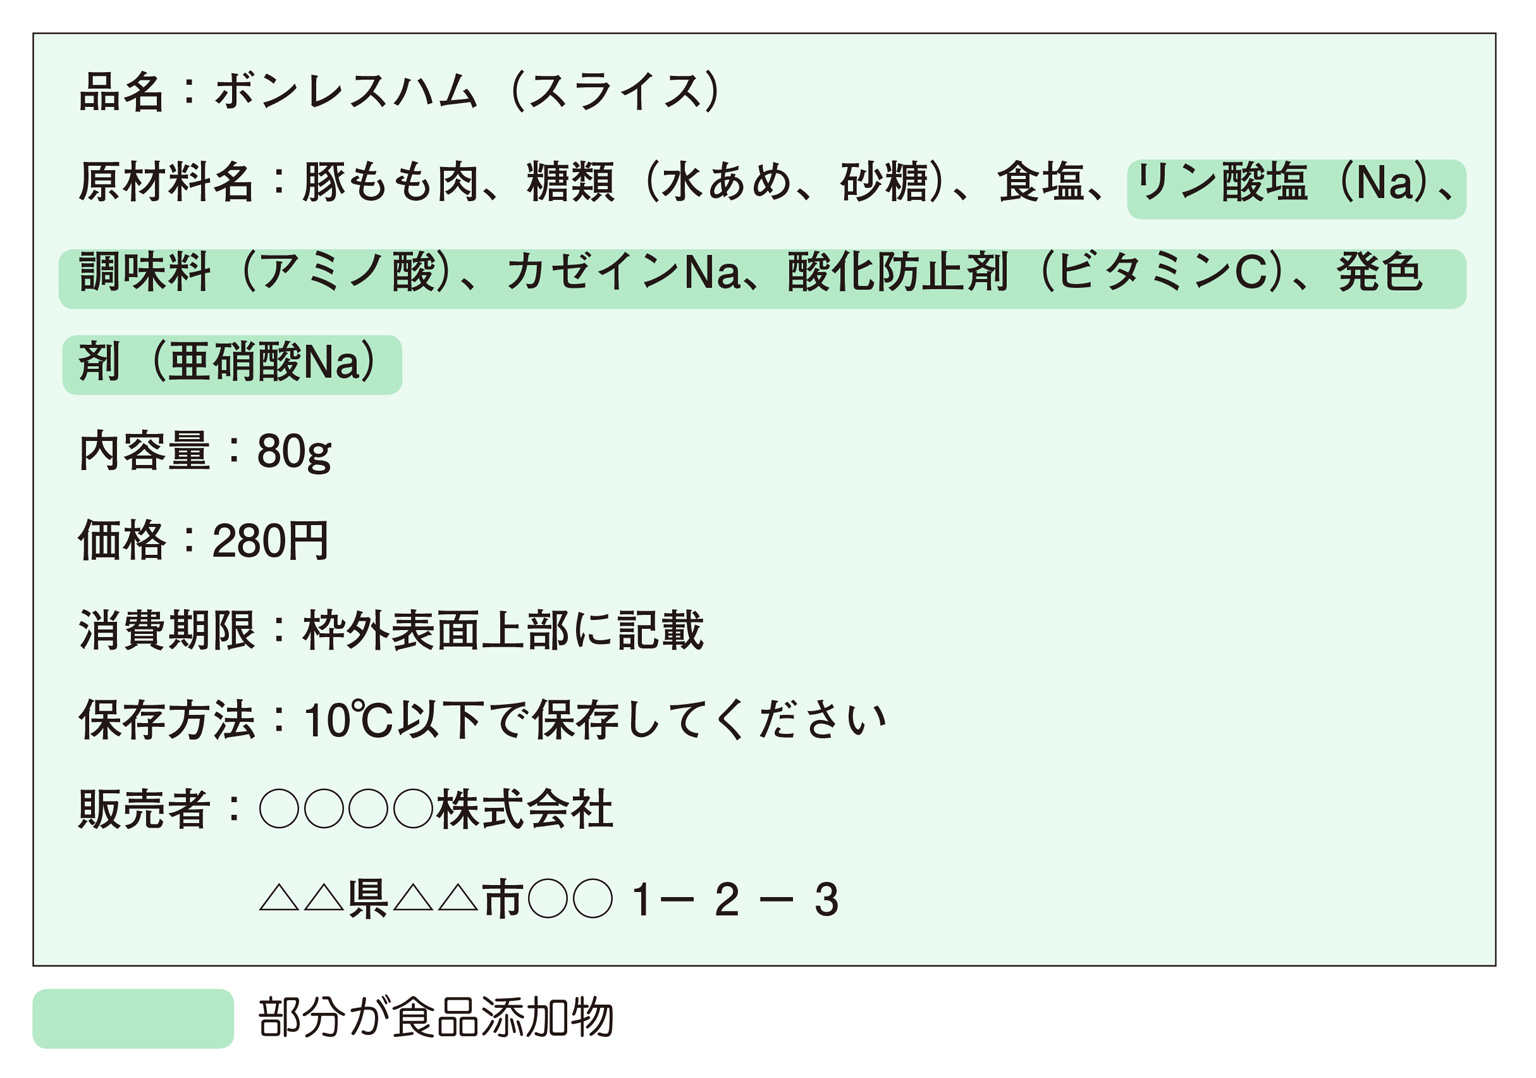 品名：ボンレスハム（スライス）
原材料名：豚もも肉、糖類（水あめ、砂糖）、食塩、リン酸塩（Na）、
調味料（アミノ酸）、カゼインNa、酸化防止剤（ビタミンC）、発色
剤（亜硝酸Na）
内容量：80g
価格：280円
消費期限：枠外表面上部に記載
保存方法：10℃以下で保存してください
販売者：○○○○株式会社
△△県△△市○○ 1－ 2 － 3
部分が食品添加物